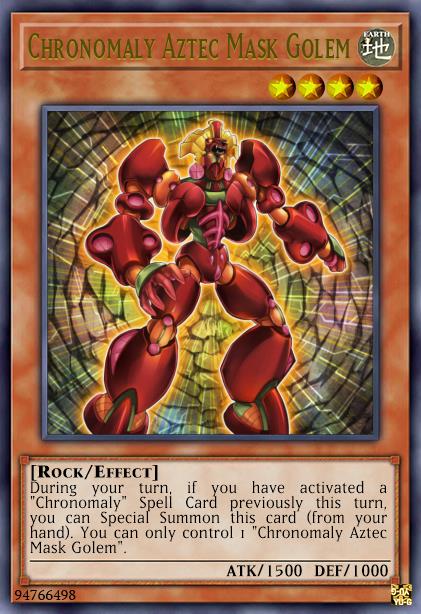 Chronomaly Aztec Mask Golem
EARTH
地
[Rock/Effect]
During your turn, if you have activated a
"Chronomaly" Spell Card previously this turn,
you can Special Summon this card (from your
hand). You can only control 1 "Chronomaly Aztec
Mask Golem".
ATK/1500 DEF/1000
94766498